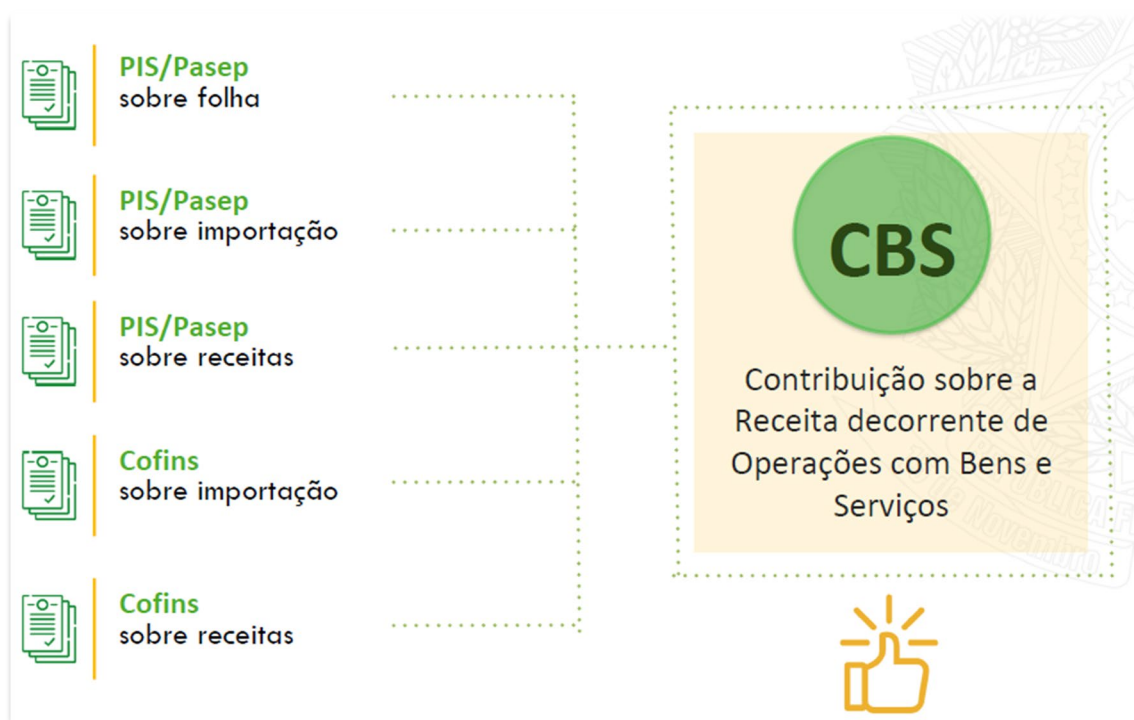 PIS/Pasep
sobre folha
PIS/Pasep
sobre importação
PIS/Pasep
sobre receitas
Cofins
sobre importação
Cofins
sobre receitas
CBS
Contribuição sobre a
Receita decorrente de
Operações com Bens e
Serviços
Novembro